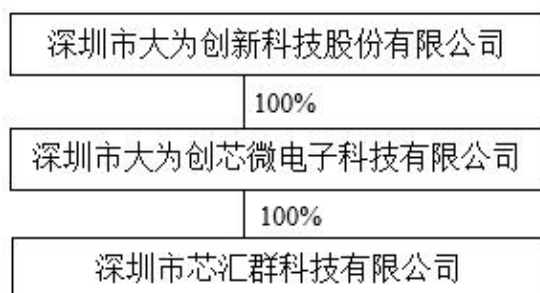 深圳市大为创新科技股份有限公司
100%
深圳市大为创芯微电子科技有限公司
100%
深圳市芯汇群科技有限公司